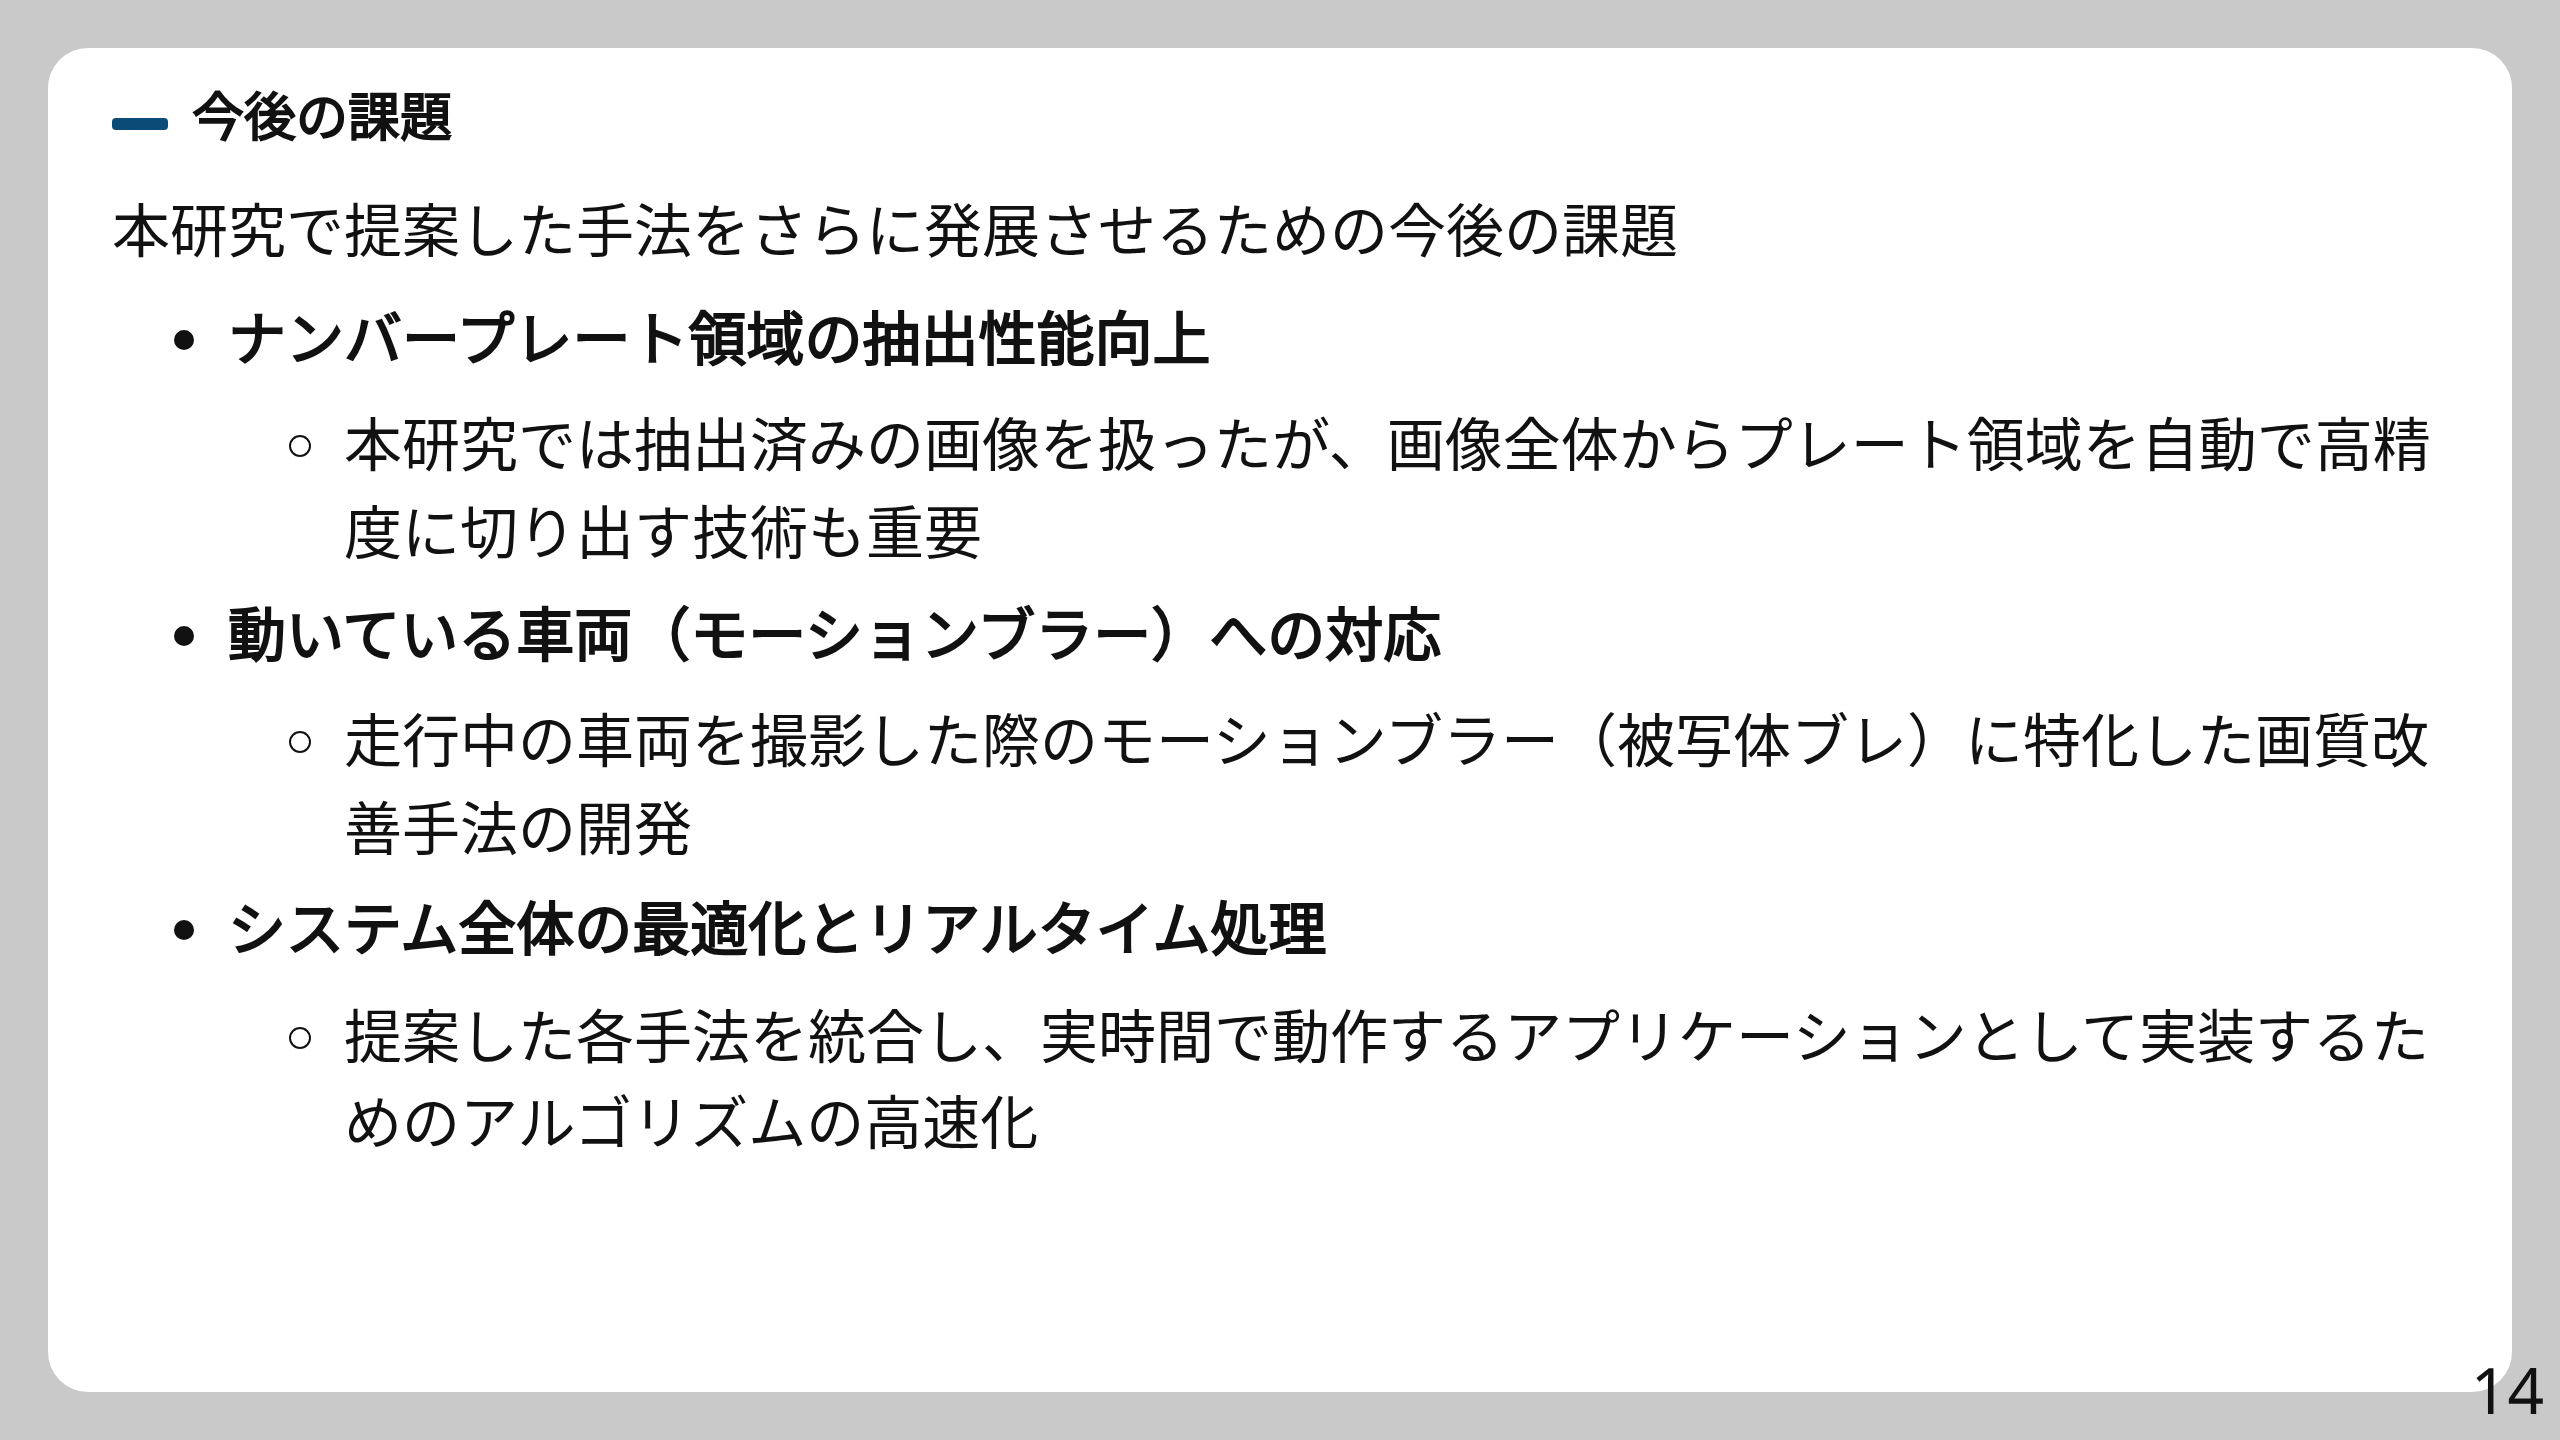 今後の課題
本研究で提案した手法をさらに発展させるための今後の課題
• ナンバープレート領域の抽出性能向上
○ 本研究では抽出済みの画像を扱ったが、画像全体からプレート領域を自動で高精
度に切り出す技術も重要
• 動いている車両（モーションブラー）への対応
○ 走行中の車両を撮影した際のモーションブラー（被写体ブレ）に特化した画質改
善手法の開発
• システム全体の最適化とリアルタイム処理
○ 提案した各手法を統合し、実時間で動作するアプリケーションとして実装するた
めのアルゴリズムの高速化
14